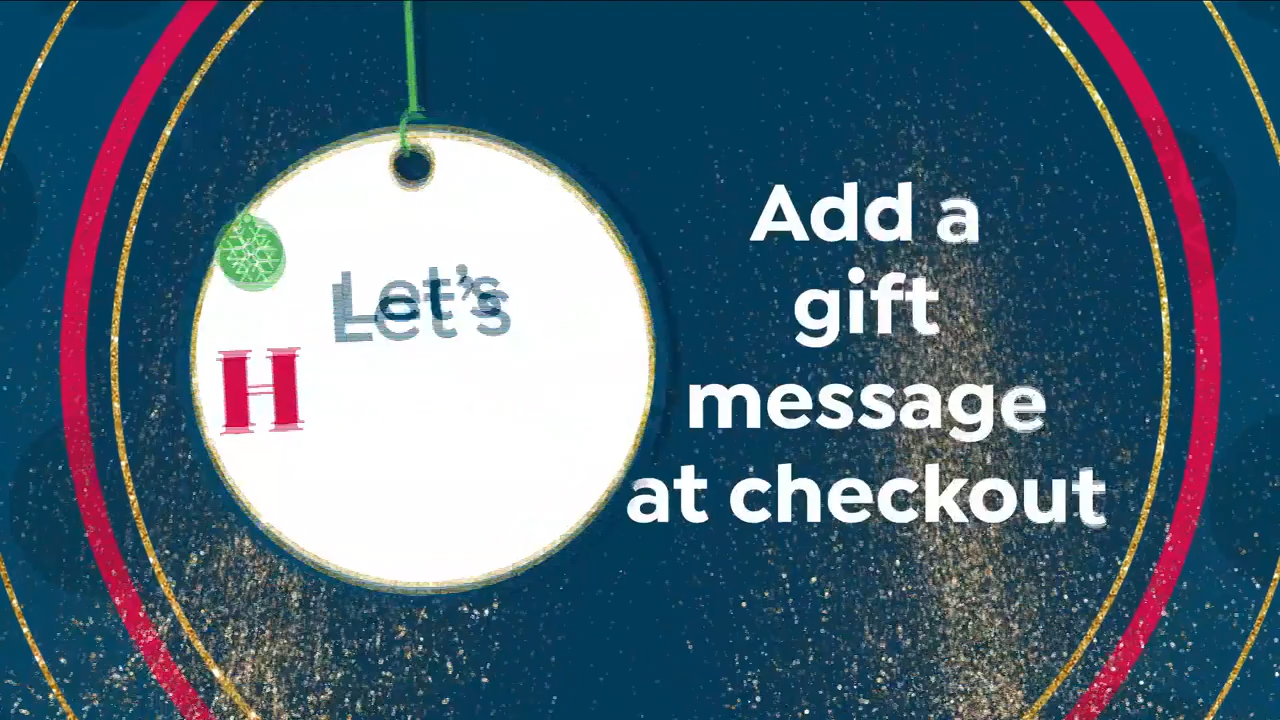 Let's
H
Add a
gift
message
at checkout